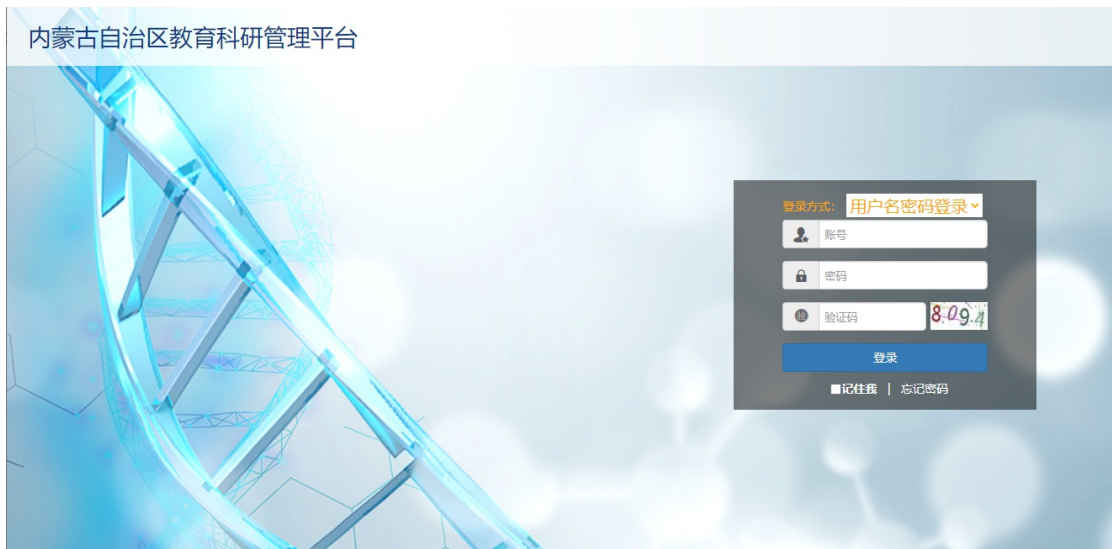 内蒙古自治区教育科研管理平台
登录方式: 用户名密码登录
账号
密码
验证码 8094
登录
记住我 | 忘记密码